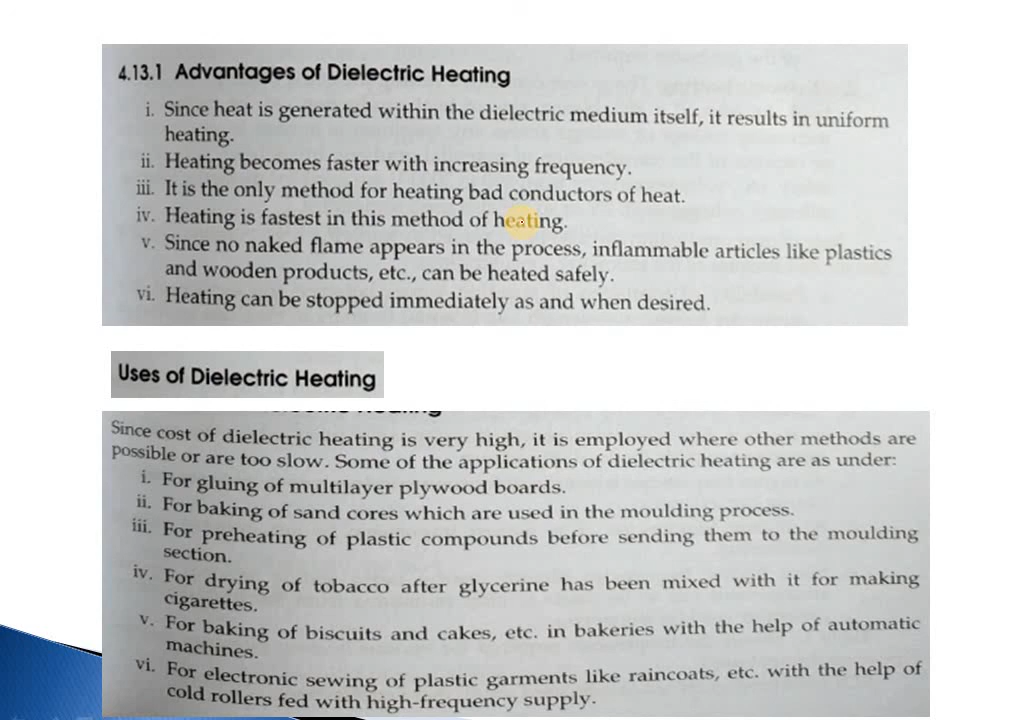 4.13.1 Advantages of Dielectric Heating
i. Since heat is generated within the dielectric medium itself, it results in uniform
heating.
ii. Heating becomes faster with increasing frequency.
iii. It is the only method for heating bad conductors of heat.
iv. Heating is fastest in this method of heating.
v. Since no naked flame appears in the process, inflammable articles like plastics
and wooden products, etc., can be heated safely.
vi. Heating can be stopped immediately as and when desired.
Uses of Dielectric Heating
Since cost of dielectric heating is very high, it is employed where other methods are
possible or are too slow. Some of the applications of dielectric heating are as under:
i. For gluing of multilayer plywood boards.
ii. For baking of sand cores which are used in the moulding process.
iii. For preheating of plastic compounds before sending them to the moulding
section.
iv. For drying of tobacco after glycerine has been mixed with it for making
cigarettes.
v. For baking of biscuits and cakes, etc. in bakeries with the help of automatic
machines.
vi. For electronic sewing of plastic garments like raincoats, etc. with the help of
cold rollers fed with high-frequency supply.